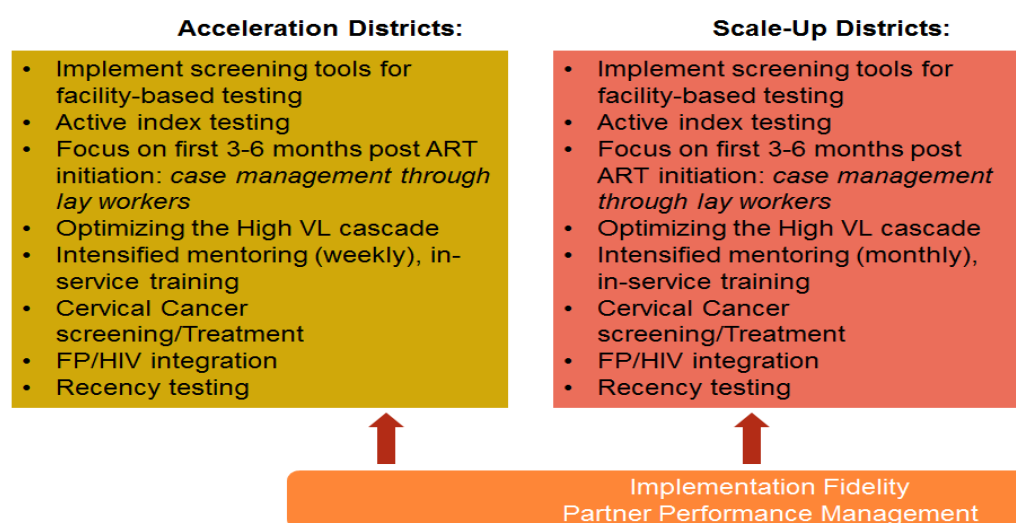 Acceleration Districts:
• Implement screening tools for
facility-based testing
• Active index testing
• Focus on first 3-6 months post ART
initiation: case management through
lay workers
• Optimizing the High VL cascade
• Intensified mentoring (weekly), in-
service training
• Cervical Cancer
screening/Treatment
• FP/HIV integration
• Recency testing
Scale-Up Districts:
• Implement screening tools for
facility-based testing
• Active index testing
• Focus on first 3-6 months post
ART initiation: case management
through lay workers
• Optimizing the High VL cascade
• Intensified mentoring (monthly),
in-service training
• Cervical Cancer
screening/Treatment
• FP/HIV integration
• Recency testing
Implementation Fidelity
Partner Performance Management